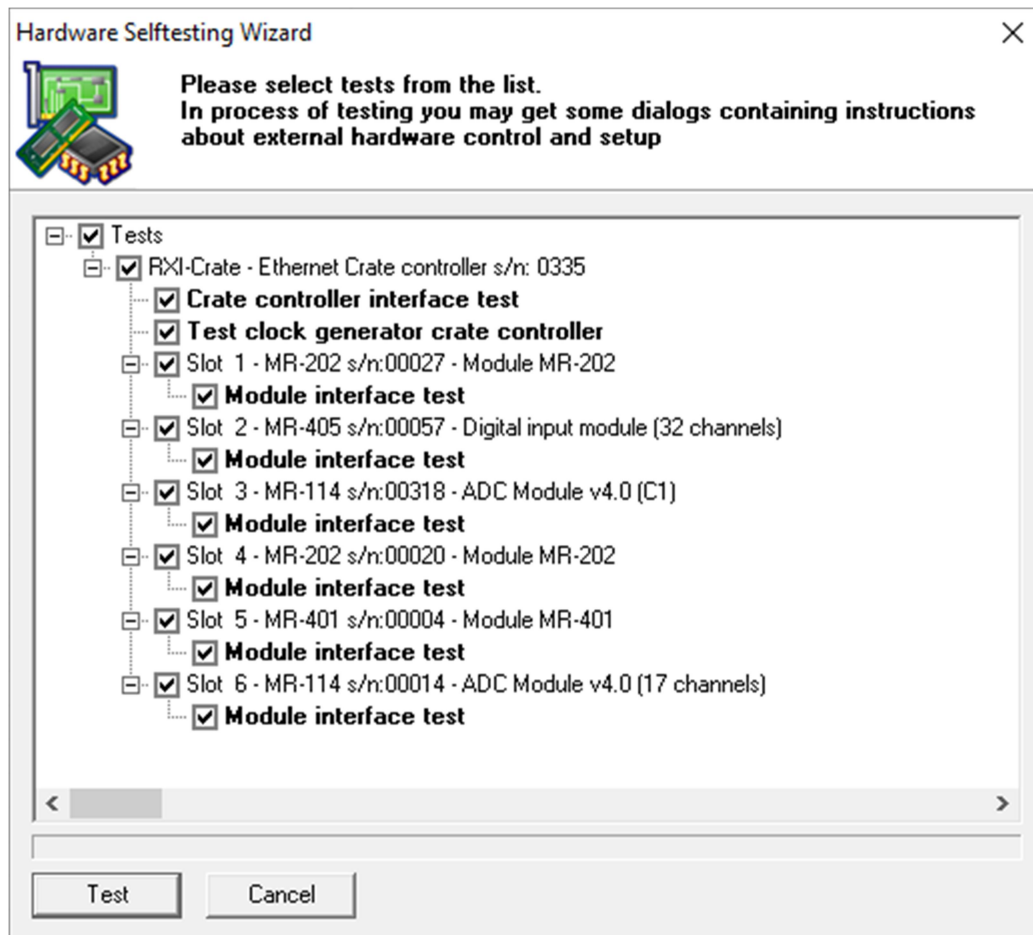 Hardware Selftesting Wizard
Please select tests from the list.
In process of testing you may get some dialogs containing instructions
about external hardware control and setup
Tests
RXI-Crate - Ethernet Crate controller s/n: 0335
Crate controller interface test
Test clock generator crate controller
Slot 1 - MR-202 s/n:00027 - Module MR-202
Module interface test
Slot 2 - MR-405 s/n:00057 - Digital input module (32 channels)
Module interface test
Slot 3 - MR-114 s/n:00318 - ADC Module v4.0 (C1)
Module interface test
Slot 4 - MR-202 s/n:00020 - Module MR-202
Module interface test
Slot 5 - MR-401 s/n:00004 - Module MR-401
Module interface test
Slot 6 - MR-114 s/n:00014 - ADC Module v4.0 (17 channels)
Module interface test
Test Cancel